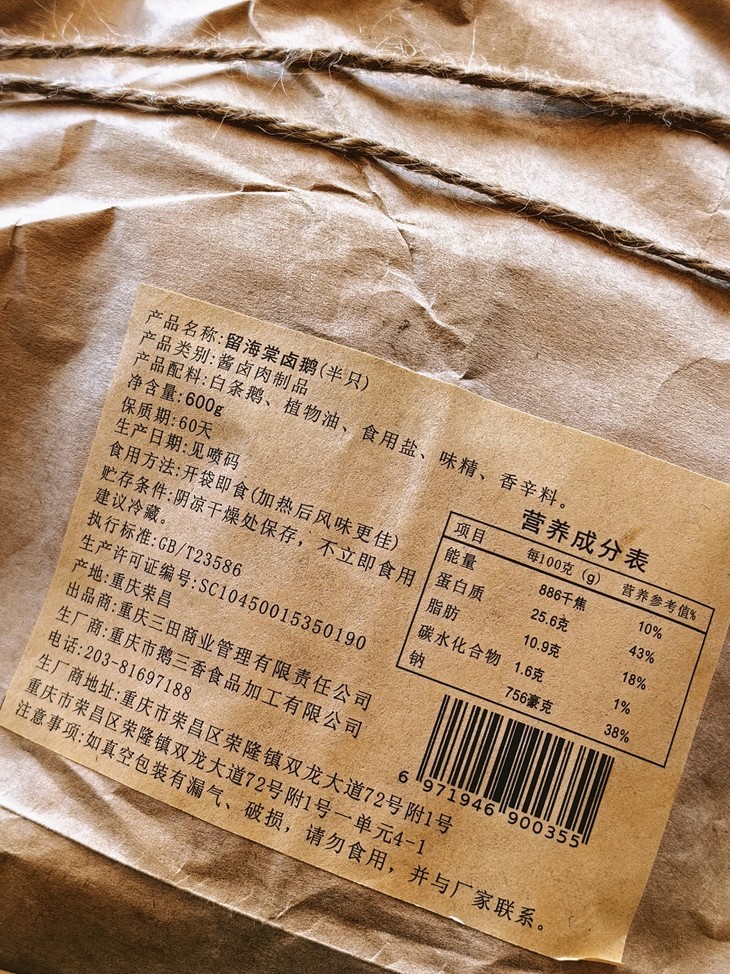 产品名称:留海棠卤鹅(半只)
产品类别:酱卤肉制品
产品配料:白条鹅、植物油、食用盐、味精、香辛料。
净含量:600g
保质期:60天
生产日期:见喷码
食用方法:开袋即食(加热后风味更佳)
贮存条件:阴凉干燥处保存,不立即食用
建议冷藏。
执行标准:GB/T23586
生产许可证编号:SC10450015350190
产地:重庆荣昌
出品商:重庆三田商业管理有限责任公司
生厂商:重庆市鹅三香食品加工有限公司
电话:203-81697188
生厂商地址:重庆市荣昌区荣隆镇双龙大道72号附1号
重庆市荣昌区荣隆镇双龙大道72号附1号一单元4-1
注意事项:如真空包装有漏气、破损,请勿食用,并与厂家联系。
营养成分表
项目 每100克(g) 营养参考值%
能量 886千焦 10%
蛋白质 25.6克 43%
脂肪 10.9克 18%
碳水化合物 1.6克 1%
钠 756豪克 38%
6 971946 900355